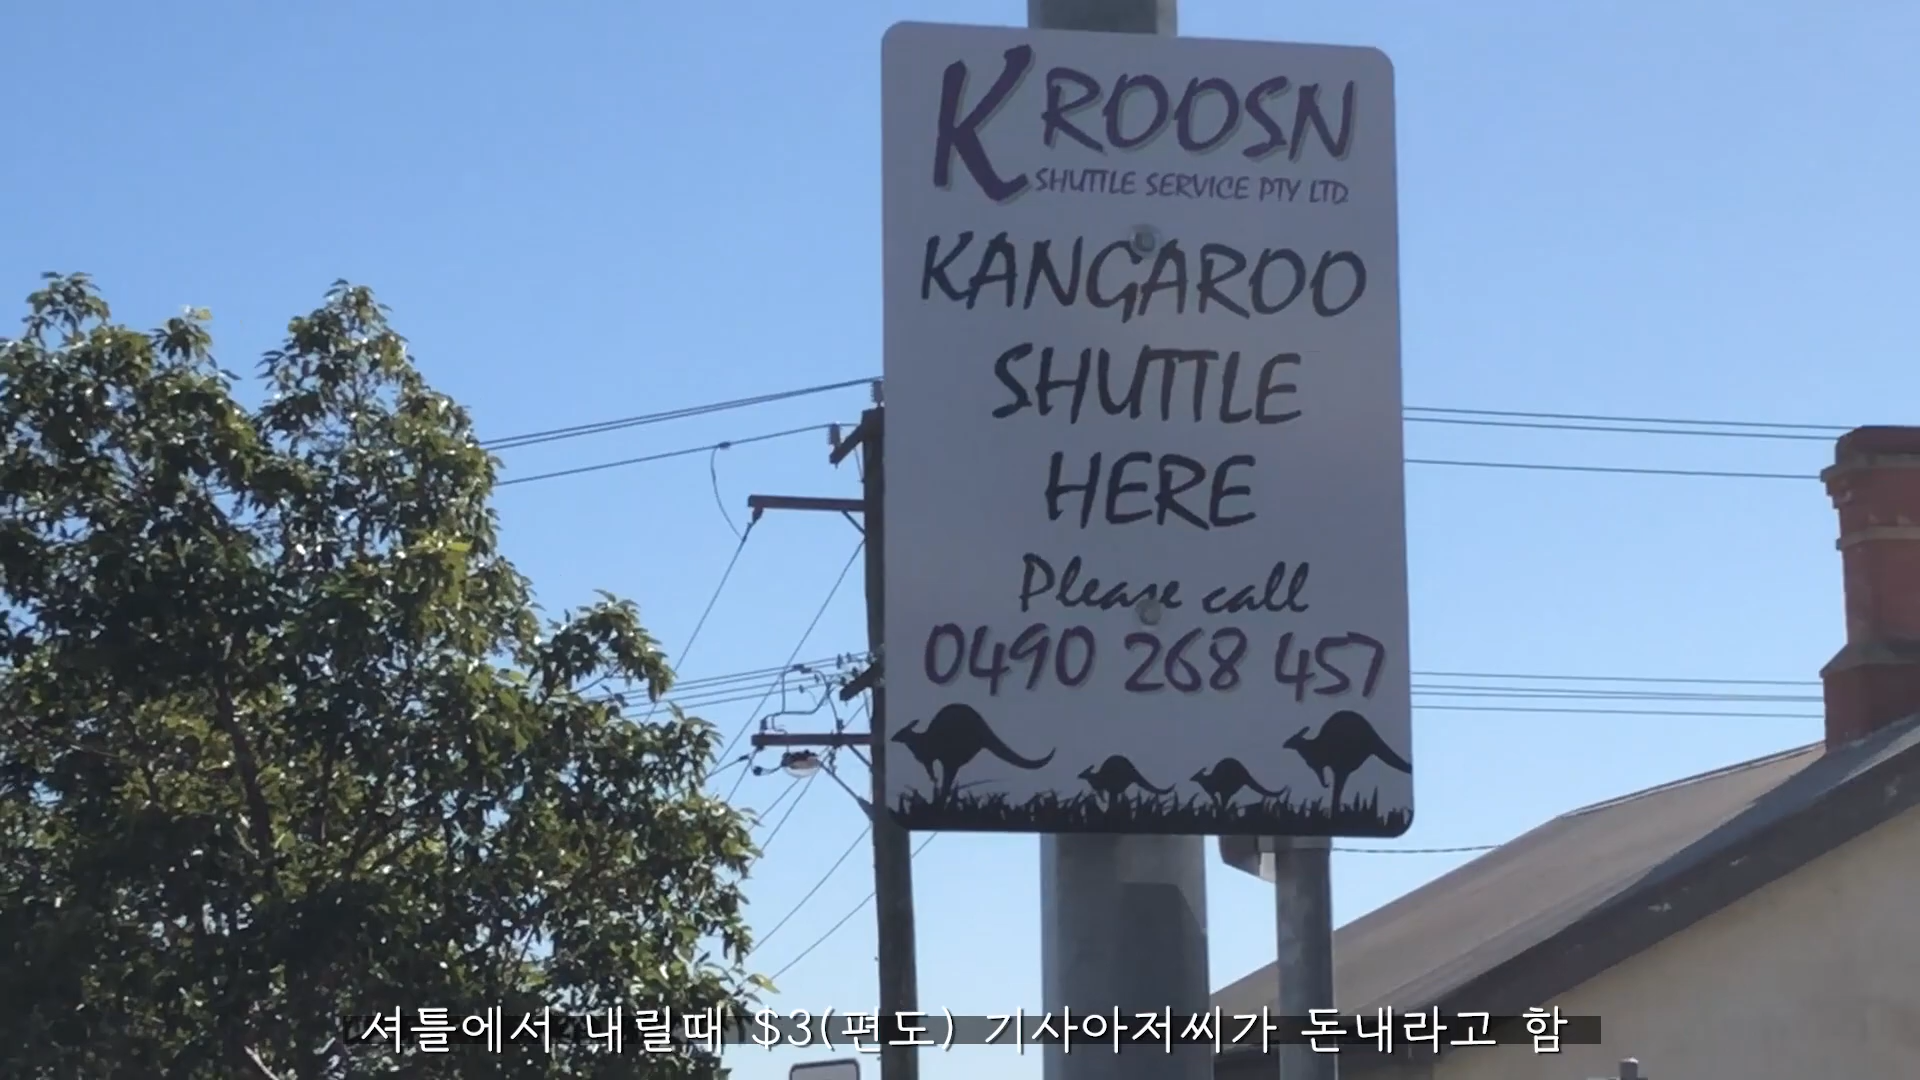 KROOSN
SHUTTLE SERVICE PTY LTD
KANGAROO
SHUTTLE
HERE
Please call
0490 268 457
셔틀에서 내릴때 $3(편도) 기사아저씨가 돈내라고 함